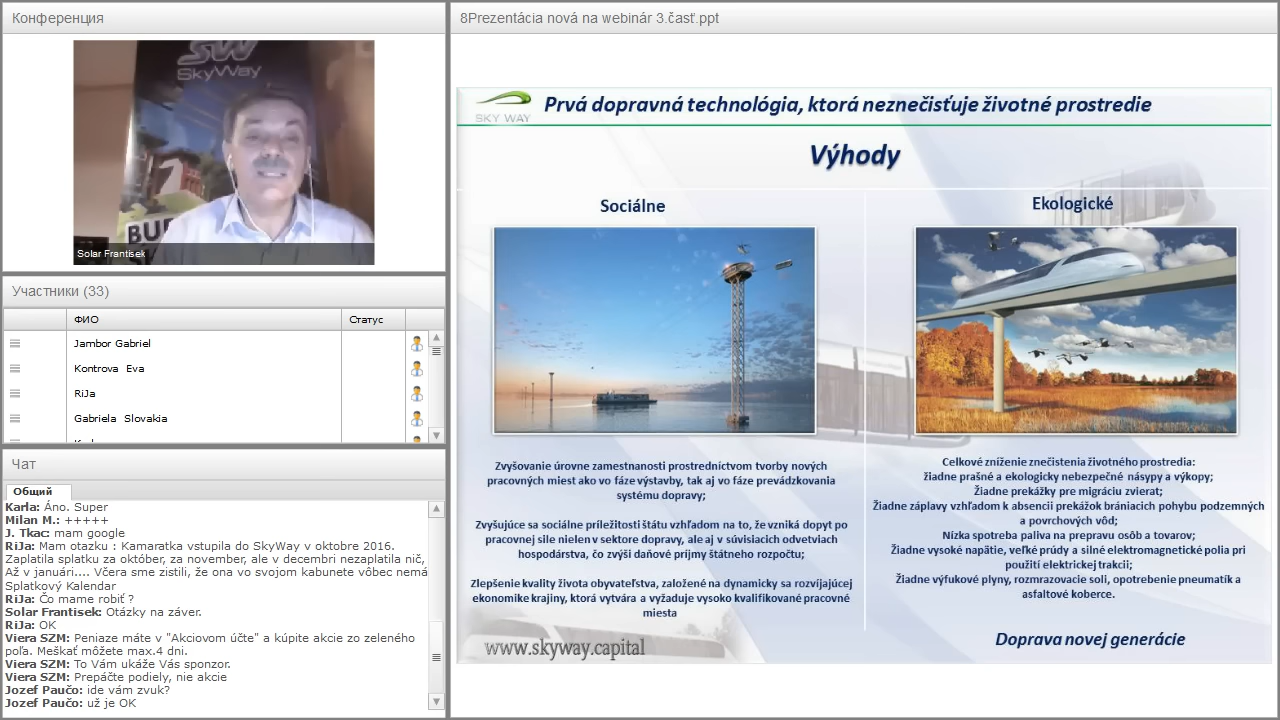 Конференция
SW
SkyWay
BU
Solar Frantisek
Участники (33)
ФИО
Статус
Jambor Gabriel
Kontrova Eva
RiJa
Gabriela Slovakia
Чат
Общий
Karla: Áno. Super
Milan M.: +++++
J. Tkac: mam google
RiJa: Mam otazku : Kamaratka vstupila do SkyWay v oktobre 2016.
Zaplatila splatku za október, za november, ale v decembri nezaplatila nič,
Až v januári.... Včera sme zistili, že ona vo svojom kabunete vôbec nemá
Splatkový Kalendar
RiJa: Čo mame robiť ?
Solar Frantisek: Otázky na záver.
RiJa: OK
Viera SZM: Peniaze máte v "Akciovom účte" a kúpite akcie zo zeleného
poľa. Meškať môžete max.4 dni.
Viera SZM: To Vám ukáže Vás sponzor.
Viera SZM: Prepáčte podiely, nie akcie
Jozef Paučo: ide vám zvuk?
Jozef Paučo: už je OK
8Prezentácia nová na webinár 3.časť.ppt
SKY WAY
Prvá dopravná technológia, ktorá neznečisťuje životné prostredie
Výhody
Sociálne
Zvyšovanie úrovne zamestnanosti prostredníctvom tvorby nových
pracovných miest ako vo fáze výstavby, tak aj vo fáze prevádzkovania
systému dopravy;
Zvyšujúce sa sociálne príležitosti štátu vzhľadom na to, že vzniká dopyt po
pracovnej sile nielen v sektore dopravy, ale aj v súvisiacich odvetviach
hospodárstva, čo zvýši daňové príjmy štátneho rozpočtu;
Zlepšenie kvality života obyvateľstva, založené na dynamicky sa rozvíjajúcej
ekonomike krajiny, ktorá vytvára a vyžaduje vysoko kvalifikované pracovné
miesta
Ekologické
Celkové zníženie znečistenia životného prostredia:
žiadne prašné a ekologicky nebezpečné násypy a výkopy;
Žiadne prekážky pre migráciu zvierat;
Žiadne záplavy vzhľadom k absencii prekážok brániacich pohybu podzemných
a povrchových vôd;
Nízka spotreba paliva na prepravu osôb a tovarov;
Žiadne vysoké napätie, veľké prúdy a silné elektromagnetické polia pri
použití elektrickej trakcii;
Žiadne výfukové plyny, rozmrazovacie soli, opotrebenie pneumatík a
asfaltové koberce.
www.skyway.capital
Doprava novej generácie